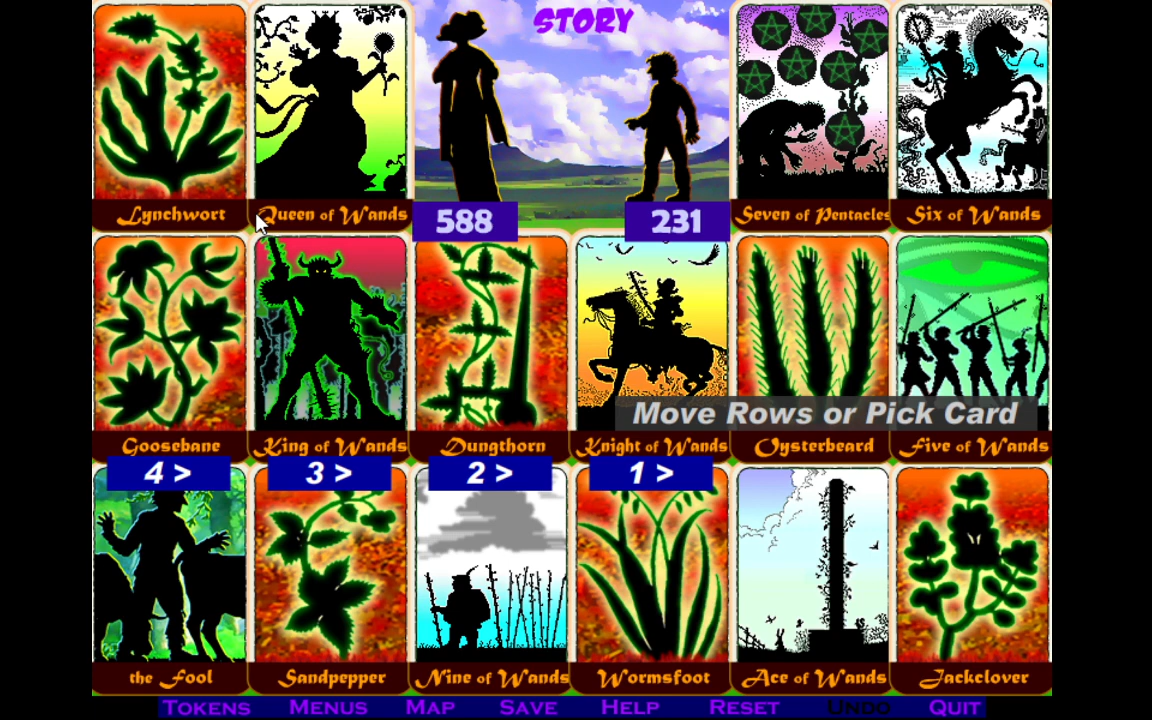 STORY
Lynchwort
Queen of Wands
588
231
Seven of Pentacles
Six of Wands
Move Rows or Pick Card
Goosebane
King of Wands
Dungthorn
Knight of Wands
Oysterbeard
Five of Wands
4 >
3 >
2 >
1 >
the Fool
Sandpepper
Nine of Wands
Wormsfoot
Ace of Wands
Jackclover
TOKENS
MENUS
MAP
SAVE
HELP
RESET
UNDO
QUIT